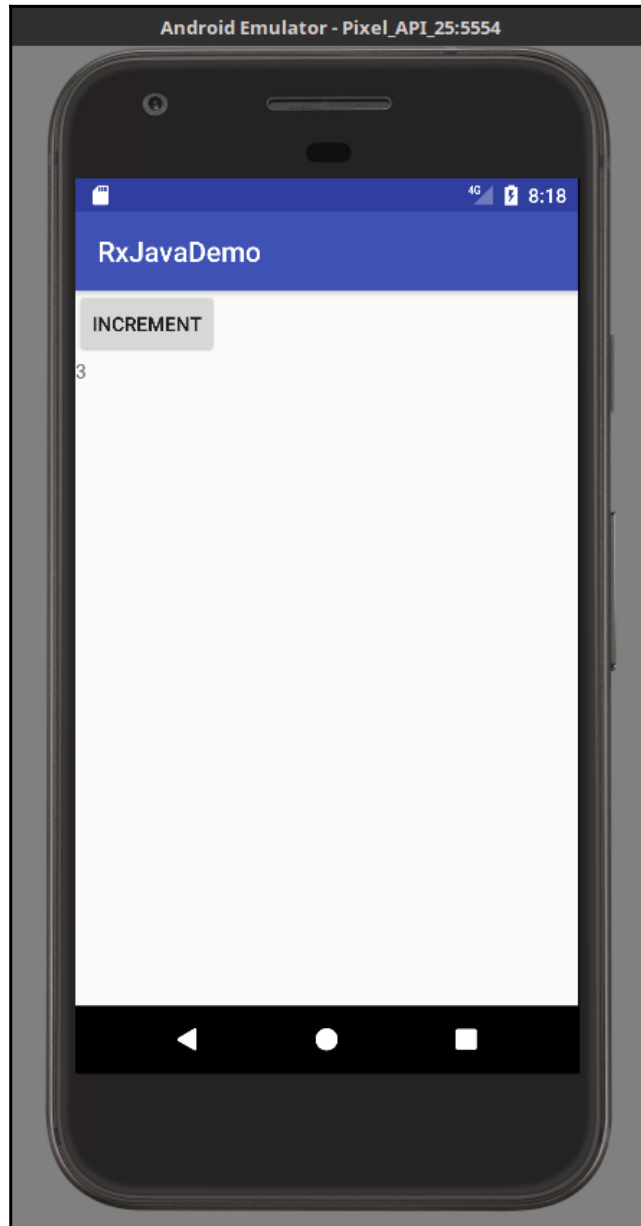 Android Emulator - Pixel_API_25:5554
4G 8:18
RxJavaDemo
INCREMENT
3